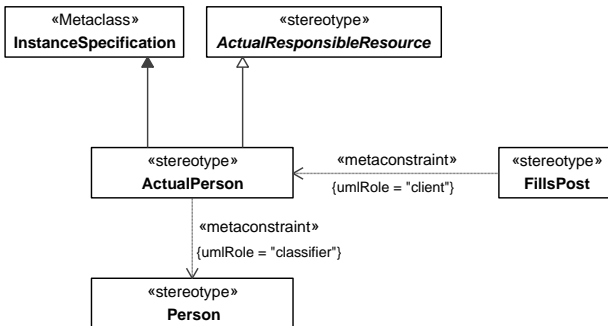 «Metaclass»
InstanceSpecification
«stereotype»
ActualResponsibleResource
«stereotype»
ActualPerson
«metaconstraint»
{umlRole = "client"}
«stereotype»
FillsPost
«metaconstraint»
{umlRole = "classifier"}
«stereotype»
Person